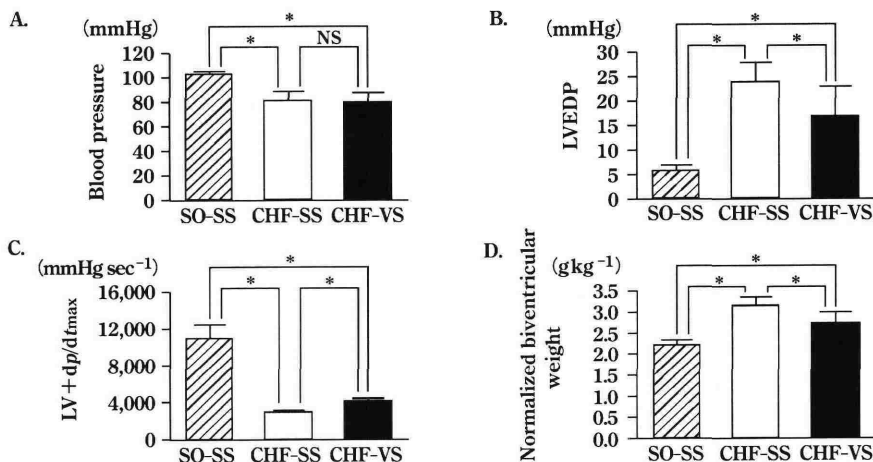 A.
(mmHg)
*
*
NS
120
100
80
60
40
20
0
Blood pressure
SO-SS CHF-SS CHF-VS
B.
(mmHg)
*
*
*
30
25
20
15
10
5
0
LVEDP
SO-SS CHF-SS CHF-VS
C.
(mmHg sec⁻¹)
*
*
*
16,000
12,000
8,000
4,000
0
LV+dp/dtmax
SO-SS CHF-SS CHF-VS
D.
(gkg⁻¹)
*
*
*
3.5
3.0
2.5
2.0
1.5
1.0
0.5
0.0
Normalized biventricular
weight
SO-SS CHF-SS CHF-VS